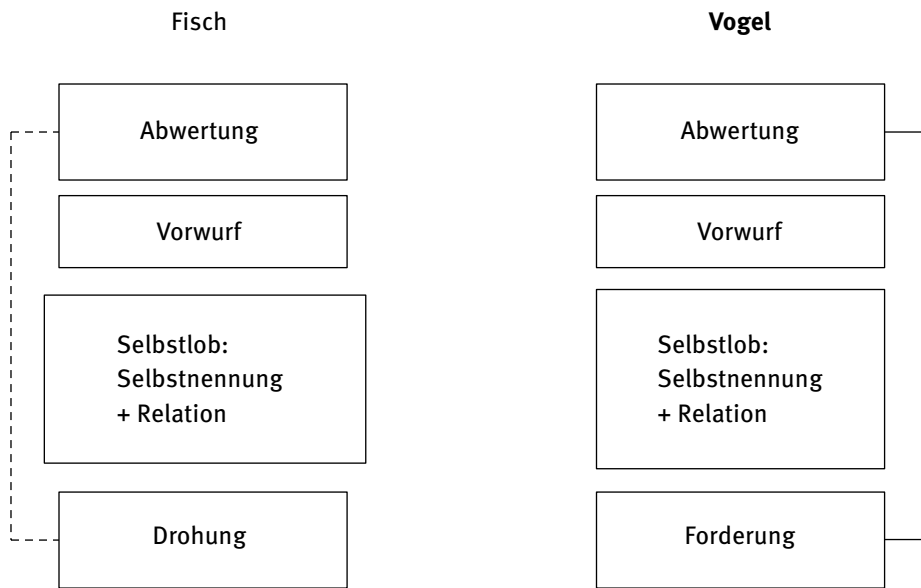 Fisch
Abwertung
Vorwurf
Selbstlob:
Selbstnennung
+ Relation
Drohung
Vogel
Abwertung
Vorwurf
Selbstlob:
Selbstnennung
+ Relation
Forderung